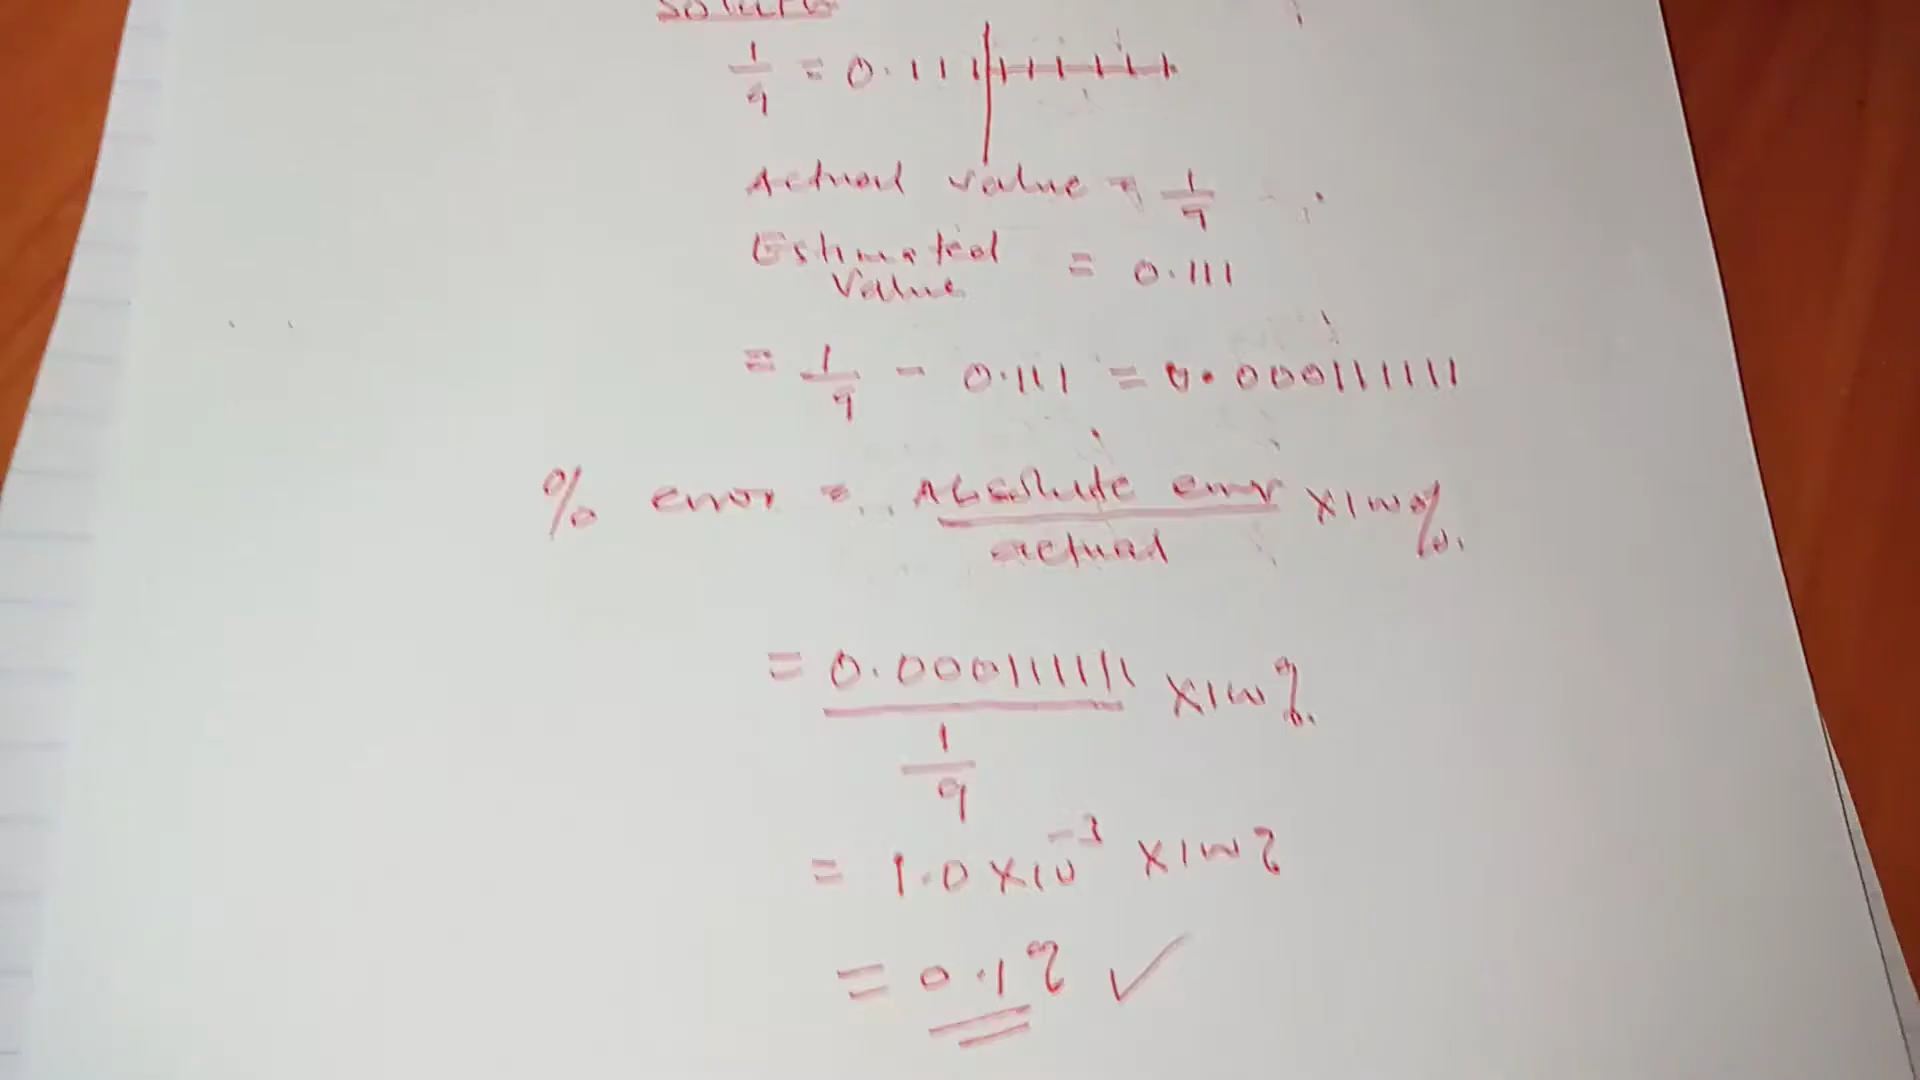 Solution
1/9 = 0.111|1111111
Actual value = 1/9
Estimated
Value = 0.111
= 1/9 - 0.111 = 0.000111111
% error = Absolute error / actual × 100%.
= 0.000111111 / 1/9 × 100%.
= 1.0 × 10⁻³ × 100%
= 0.1% ✓